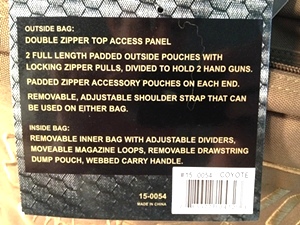 OUTSIDE BAG:
DOUBLE ZIPPER TOP ACCESS PANEL
2 FULL LENGTH PADDED OUTSIDE POUCHES WITH
LOCKING ZIPPER PULLS, DIVIDED TO HOLD 2 HAND GUNS.
PADDED ZIPPER ACCESSORY POUCHES ON EACH END.
REMOVABLE, ADJUSTABLE SHOULDER STRAP THAT CAN
BE USED ON EITHER BAG.
INSIDE BAG:
REMOVABLE INNER BAG WITH ADJUSTABLE DIVIDERS,
MOVEABLE MAGAZINE LOOPS, REMOVABLE DRAWSTRING
DUMP POUCH, WEBBED CARRY HANDLE.
15-0054
MADE IN CHINA
#15 0054 COYOTE